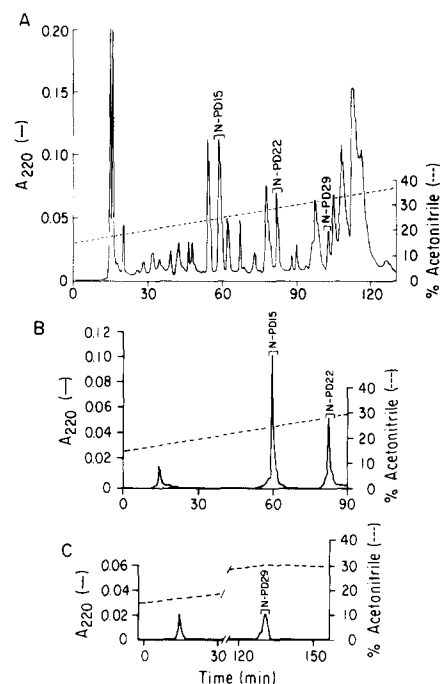 A
0.20
0.15
0.10
0.05
0
A220 (—)
N-PD15
N-PD22
N-PD29
40
30
20
10
0
% Acetonitrile (---)
0 30 60 90 120
B
0.12
0.10
0.08
0.06
0.04
0.02
0
A220 (—)
N-PD15
N-PD22
40
30
20
10
0
% Acetonitrile (---)
0 30 60 90
C
0.06
0.04
0.02
0
A220 (—)
N-PD29
40
30
20
10
0
% Acetonitrile (---)
0 30 120 150
Time (min)